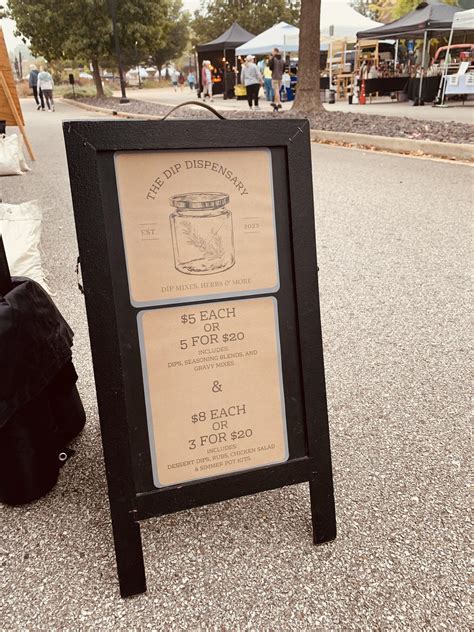 THE DIP DISPENSARY
EST. 2023
DIP MIXES, HERBS & MORE
$5 EACH
OR
5 FOR $20
INCLUDES:
DIPS, SEASONING BLENDS, AND
GRAVY MIXES.
&
$8 EACH
OR
3 FOR $20
INCLUDES:
DESSERT DIPS, RUBS, CHICKEN SALAD
& SIMMER POT KITS.